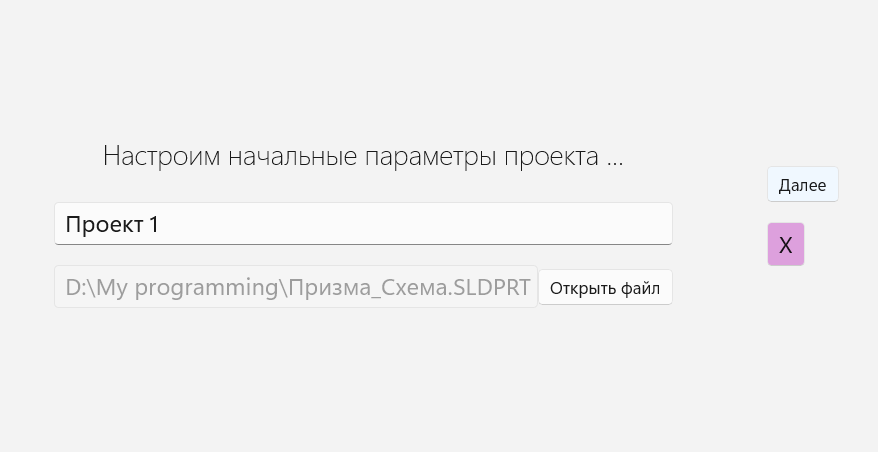 Настроим начальные параметры проекта ...
Далее
Проект 1
X
D:\My programming\Призма_Схема.SLDPRT
Открыть файл